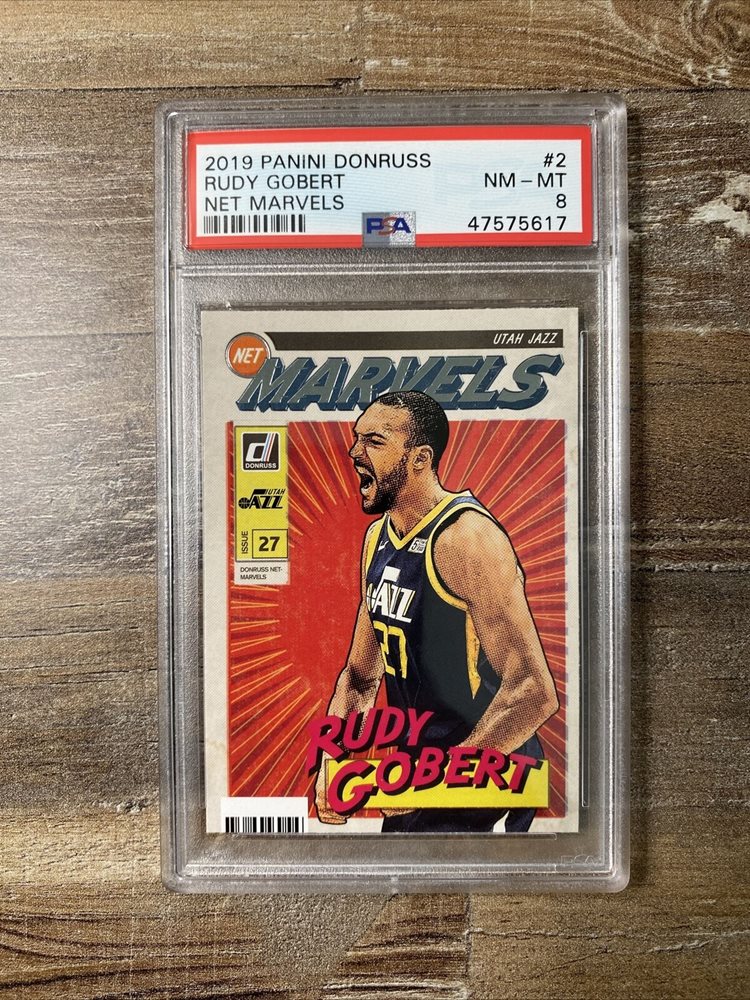 2019 PANINI DONRUSS #2
RUDY GOBERT NM – MT
NET MARVELS 8
PSA 47575617
UTAH JAZZ
NET
MARVELS
d
DONRUSS
UTAH
JAZZ
ISSUE 27
DONRUSS NET-
MARVELS
JAZZ
27
RUDY
GOBERT
PSA